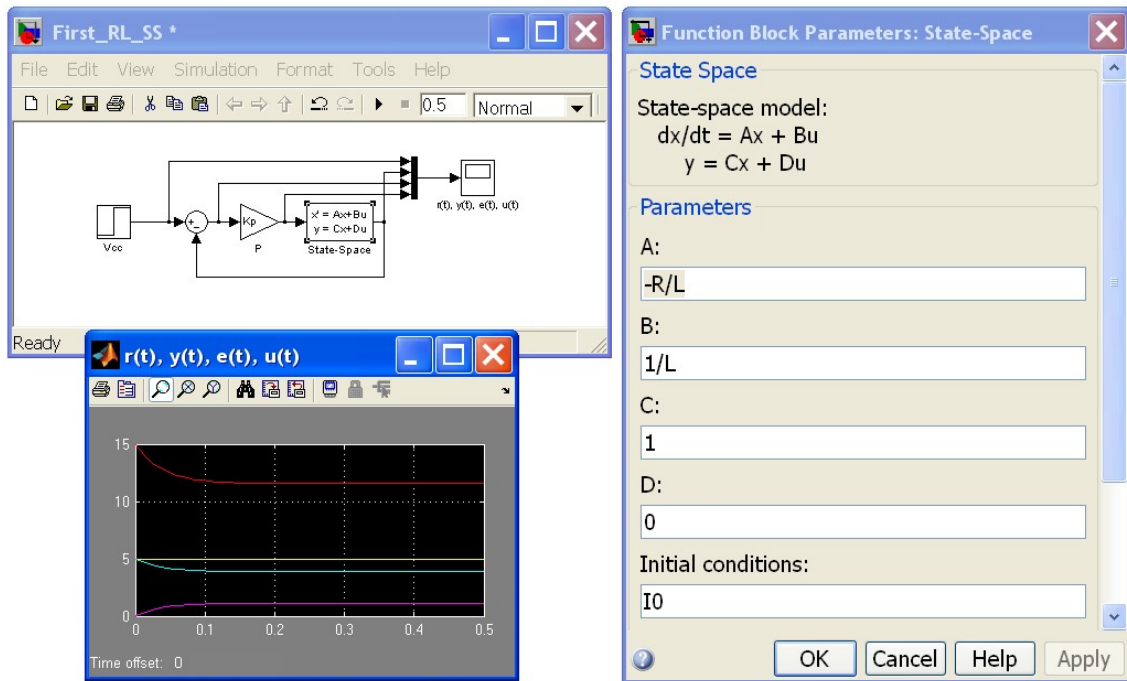 First_RL_SS *
File Edit View Simulation Format Tools Help
0.5 Normal
r(t), y(t), e(t), u(t)
Vcc
+-
Kp
P
x' = Ax+Bu
y = Cx+Du
State-Space
Ready
r(t), y(t), e(t), u(t)
15
10
5
0
0 0.1 0.2 0.3 0.4 0.5
Time offset: 0
Function Block Parameters: State-Space
State Space
State-space model:
dx/dt = Ax + Bu
y = Cx + Du
Parameters
A:
-R/L
B:
1/L
C:
1
D:
0
Initial conditions:
I0
OK Cancel Help Apply